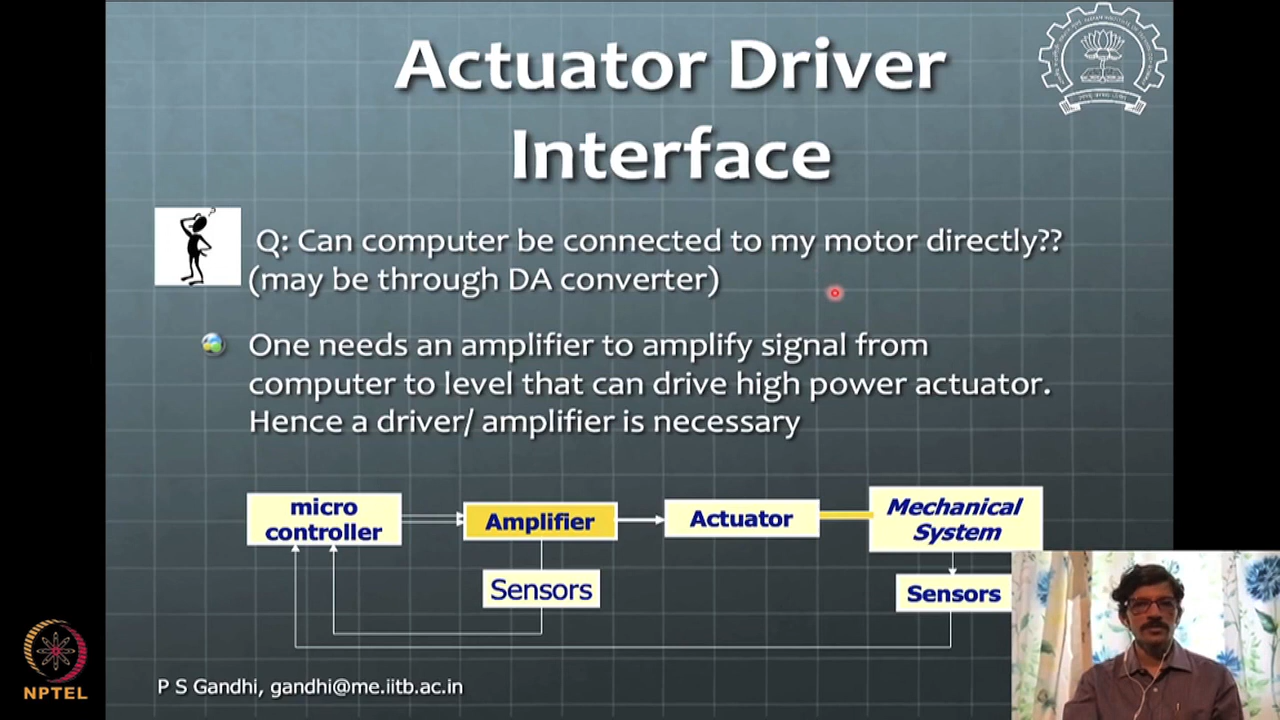 Actuator Driver
Interface
Q: Can computer be connected to my motor directly??
(may be through DA converter)
One needs an amplifier to amplify signal from
computer to level that can drive high power actuator.
Hence a driver/ amplifier is necessary
micro
controller
Amplifier
Actuator
Mechanical
System
Sensors
Sensors
NPTEL
P S Gandhi, gandhi@me.iitb.ac.in